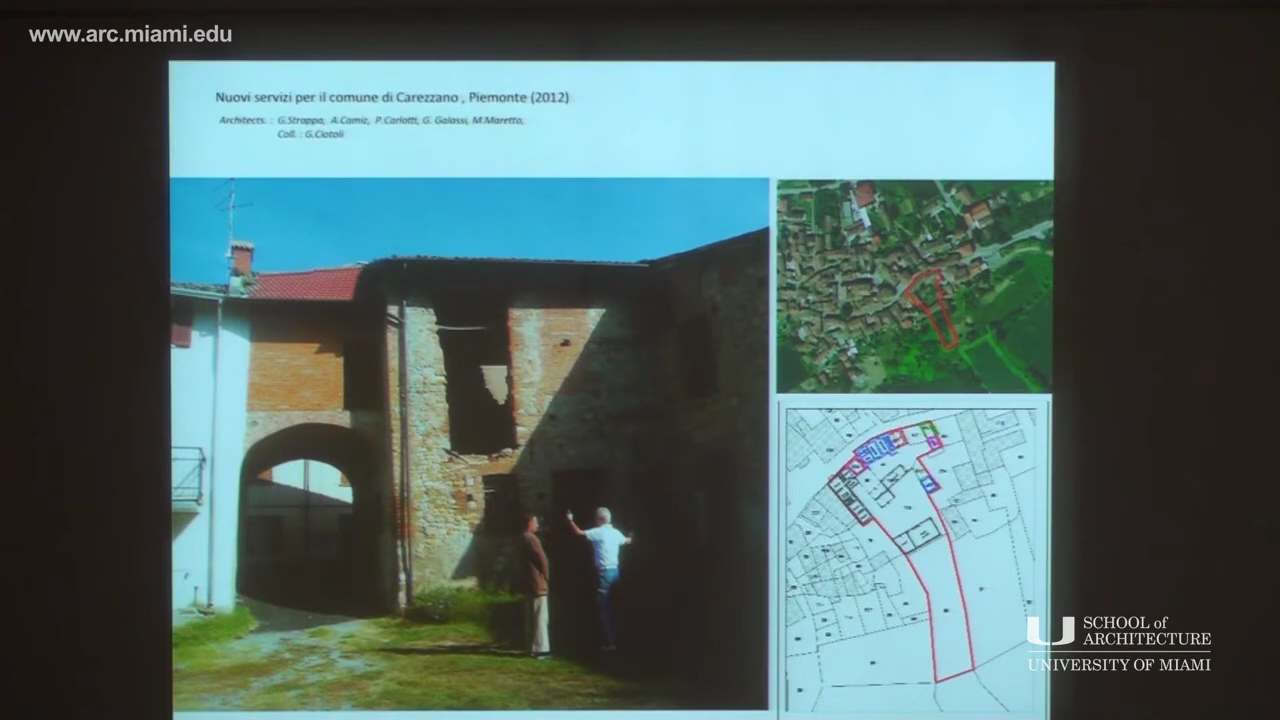 www.arc.miami.edu
Nuovi servizi per il comune di Carezzano , Piemonte (2012)
Architects. : G.Strappa, A.Camiz, P.Carlotti, G. Galassi, M.Maretto,
Coll. : G.Ciotoli
U SCHOOL of
ARCHITECTURE
UNIVERSITY OF MIAMI